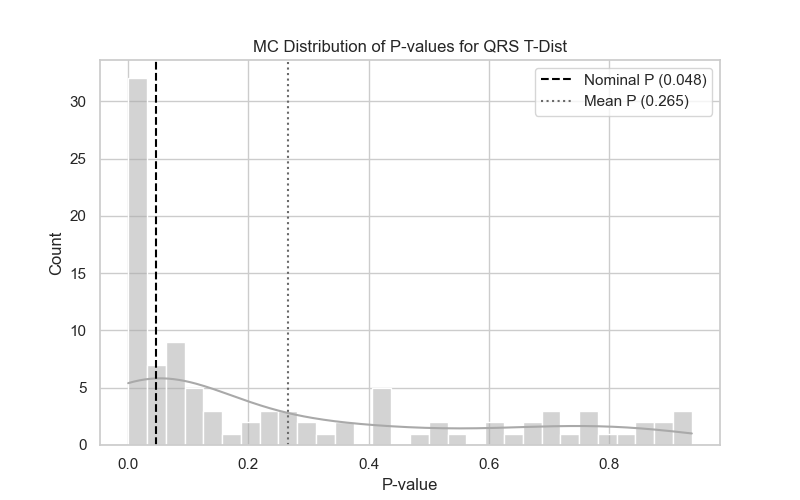 MC Distribution of P-values for QRS T-Dist
Nominal P (0.048)
Mean P (0.265)
Count
30
25
20
15
10
5
0
0.0 0.2 0.4 0.6 0.8
P-value